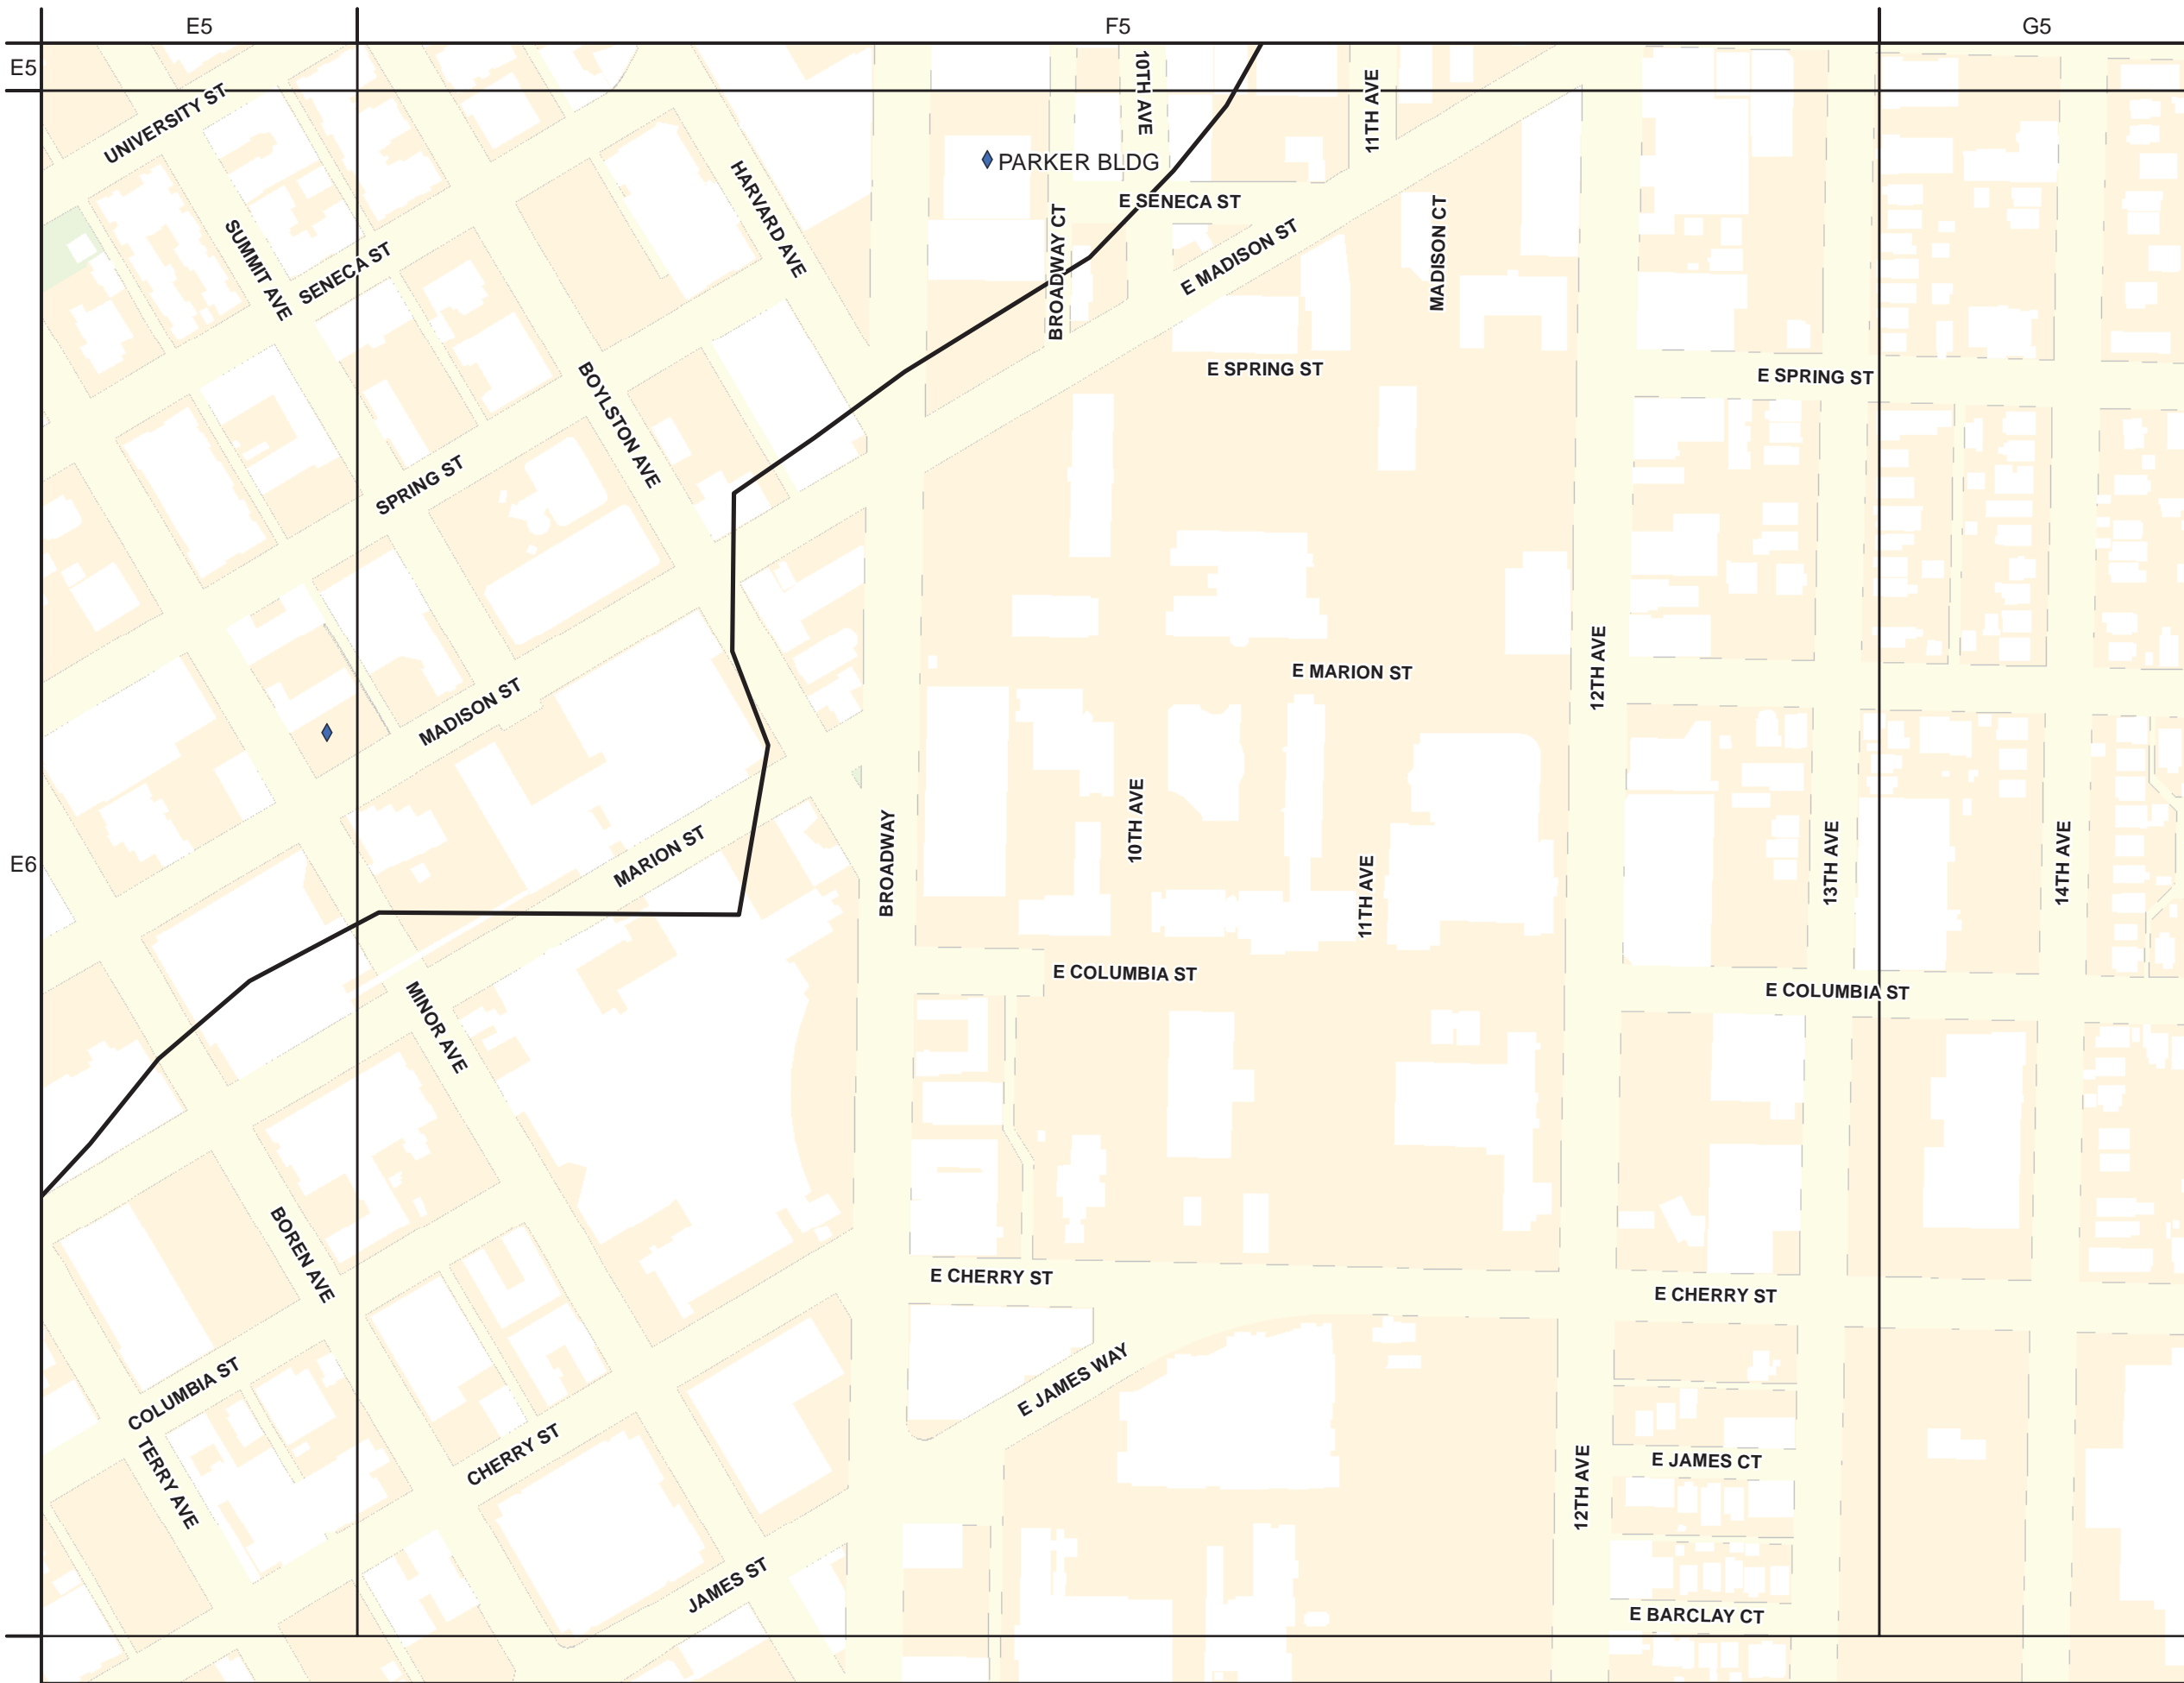 E5
F5
G5
E5
10TH AVE
11TH AVE
UNIVERSITY ST
PARKER BLDG
HARVARD AVE
E SENECA ST
SUMMIT AVE
SENECA ST
BROADWAY CT
E MADISON ST
MADISON CT
E SPRING ST
E SPRING ST
BOYLSTON AVE
SPRING ST
E MARION ST
12TH AVE
MADISON ST
10TH AVE
MARION ST
BROADWAY
11TH AVE
13TH AVE
14TH AVE
E6
E COLUMBIA ST
E COLUMBIA ST
MINOR AVE
BOREN AVE
E CHERRY ST
E CHERRY ST
COLUMBIA ST
E JAMES WAY
TERRY AVE
CHERRY ST
12TH AVE
E JAMES CT
JAMES ST
E BARCLAY CT